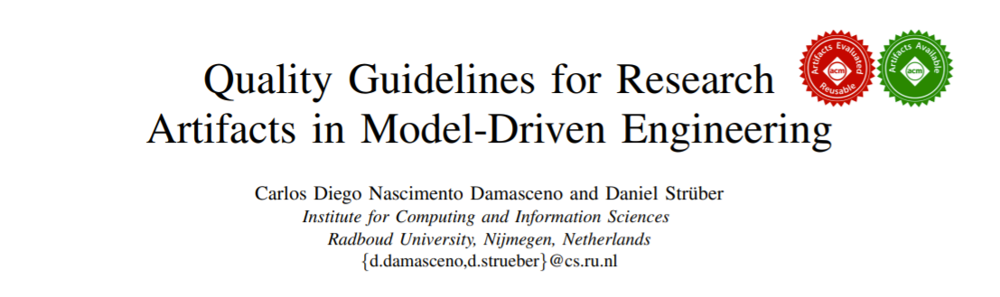 Quality Guidelines for Research
Artifacts in Model-Driven Engineering
Artifacts Evaluated
acm
Reusable
Artifacts Available
acm
Carlos Diego Nascimento Damasceno and Daniel Strüber
Institute for Computing and Information Sciences
Radboud University, Nijmegen, Netherlands
{d.damasceno,d.strueber}@cs.ru.nl